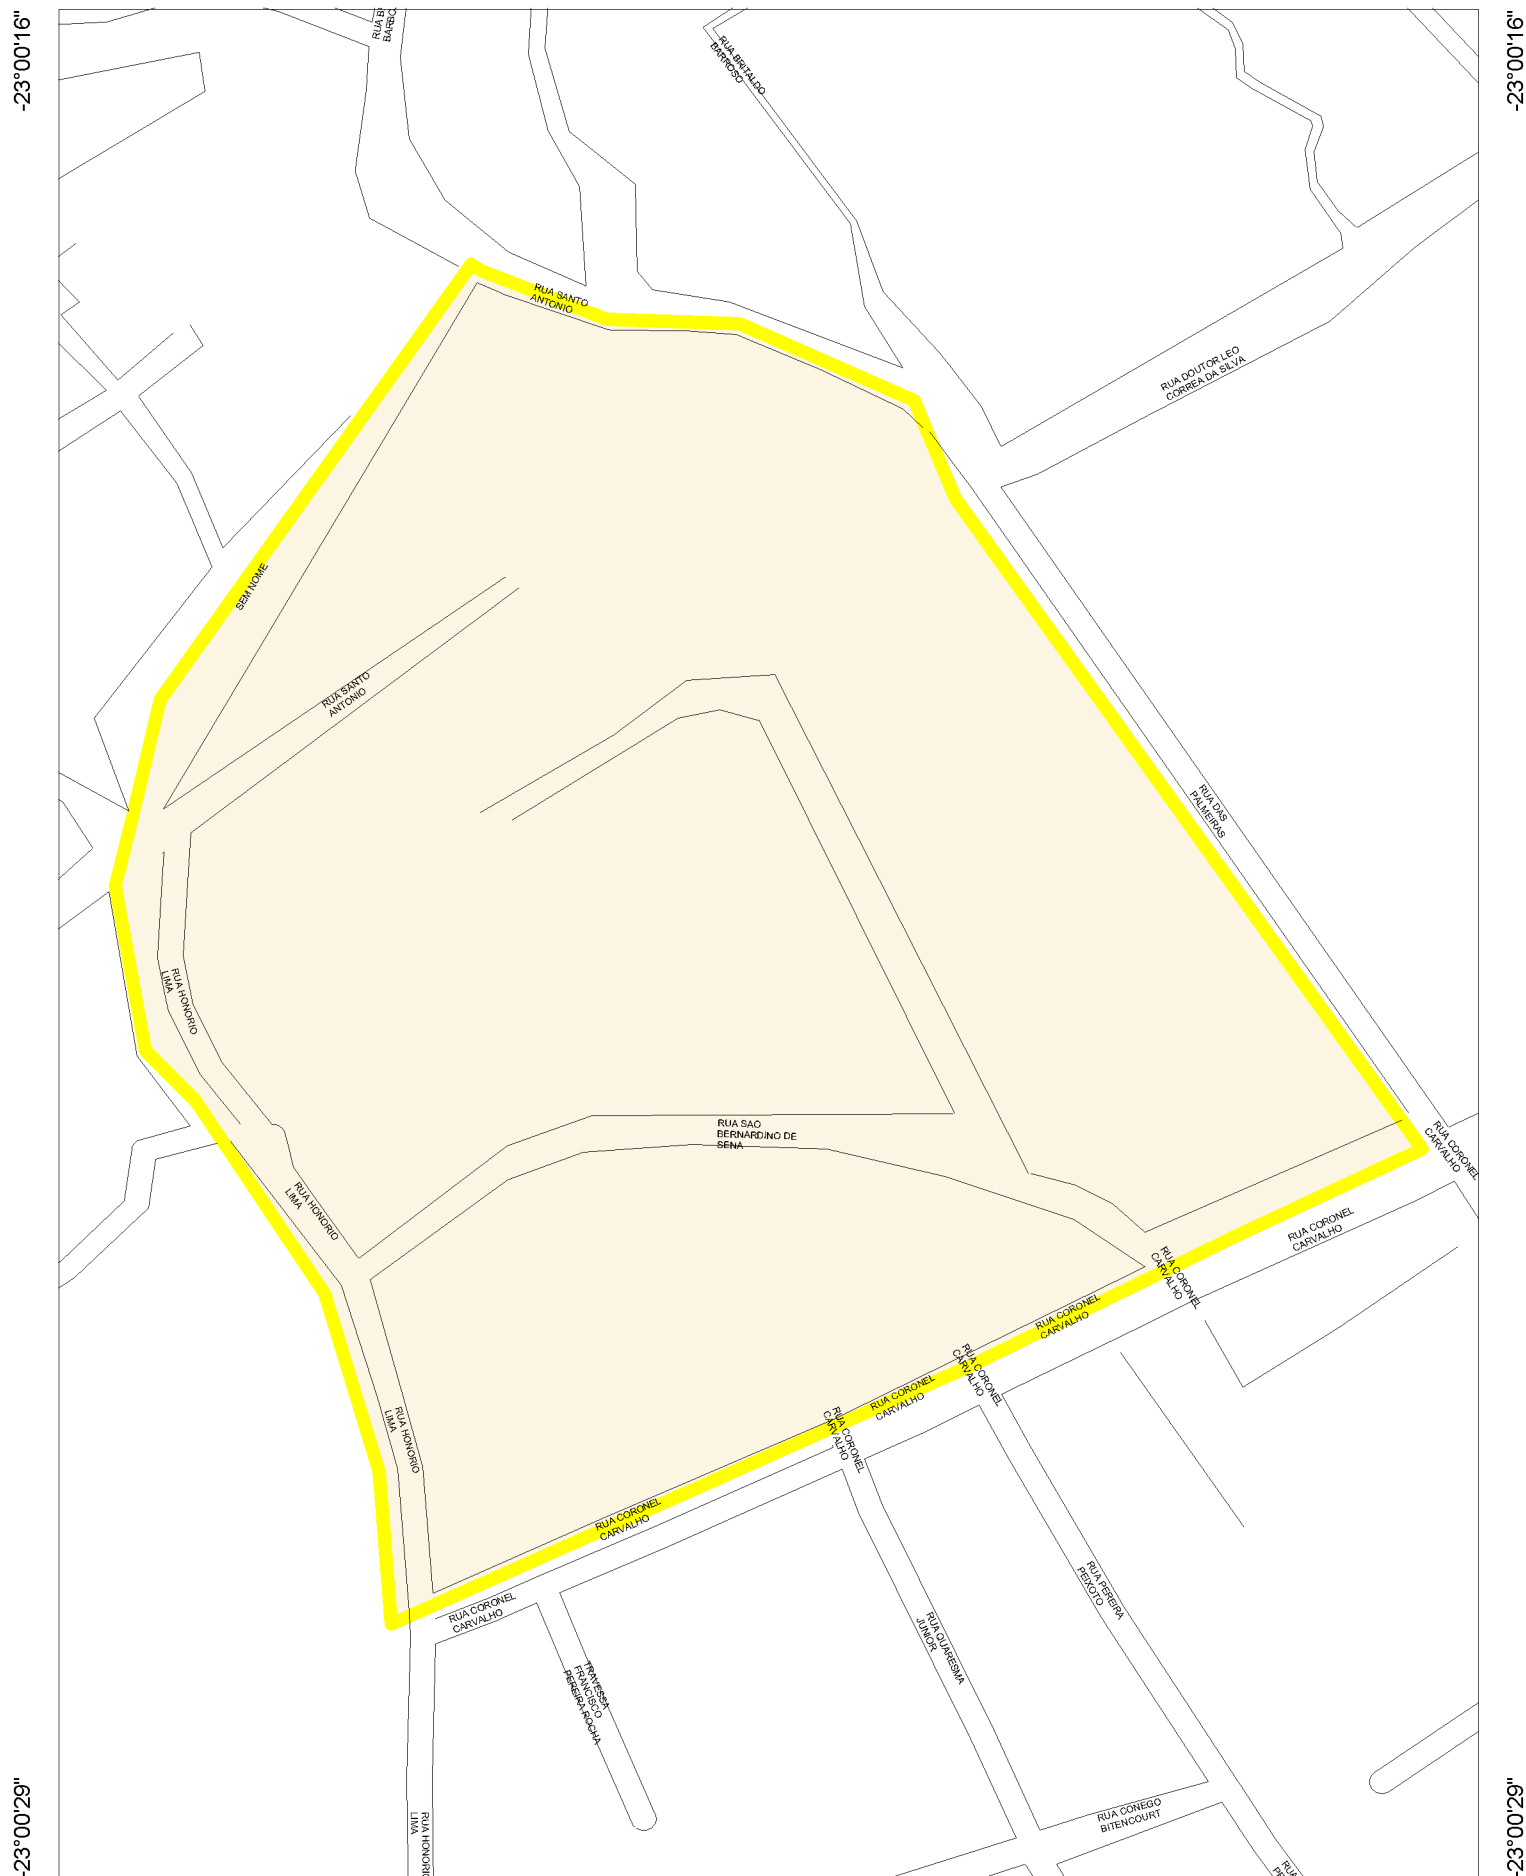 -23°00'16"
-23°00'16"
RUA BRITALDO
BARROSO
RUA SANTO
ANTONIO
RUA DOUTOR LEO
CORREA DA SILVA
SEM NOME
RUA SANTO
ANTONIO
RUA DAS
PALMEIRAS
RUA HONORIO
LIMA
RUA SAO
BERNARDINO DE
SENA
RUA CORONEL
CARVALHO
RUA HONORIO
LIMA
RUA CORONEL
CARVALHO
RUA CORONEL
CARVALHO
RUA CORONEL
CARVALHO
RUA CORONEL
CARVALHO
RUA CORONEL
CARVALHO
RUA HONORIO
LIMA
RUA CORONEL
CARVALHO
RUA CORONEL
CARVALHO
RUA CORONEL
CARVALHO
RUA PEREIRA
PEIXOTO
RUA QUARESMA
JUNIOR
TRAVESSA
FRANCISCO
PEREIRA ROCHA
RUA CONEGO
BITENCOURT
RUA HONORIO
LIMA
-23°00'29"
-23°00'29"
RUA